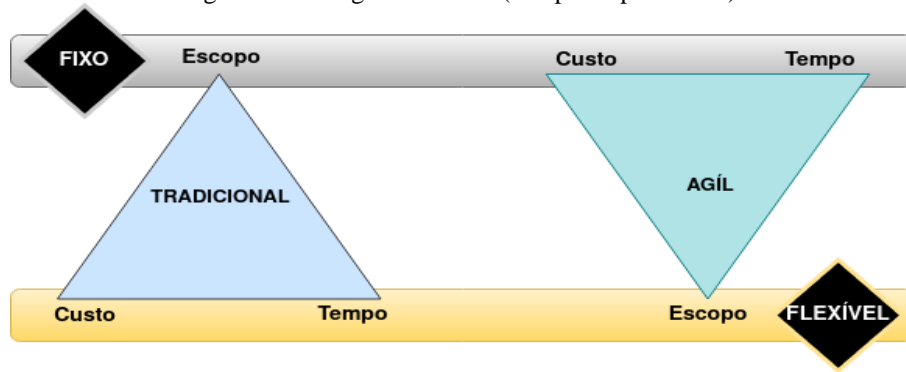 FIXO
Escopo
Custo
Tempo
TRADICIONAL
AGÍL
Custo
Tempo
Escopo
FLEXÍVEL